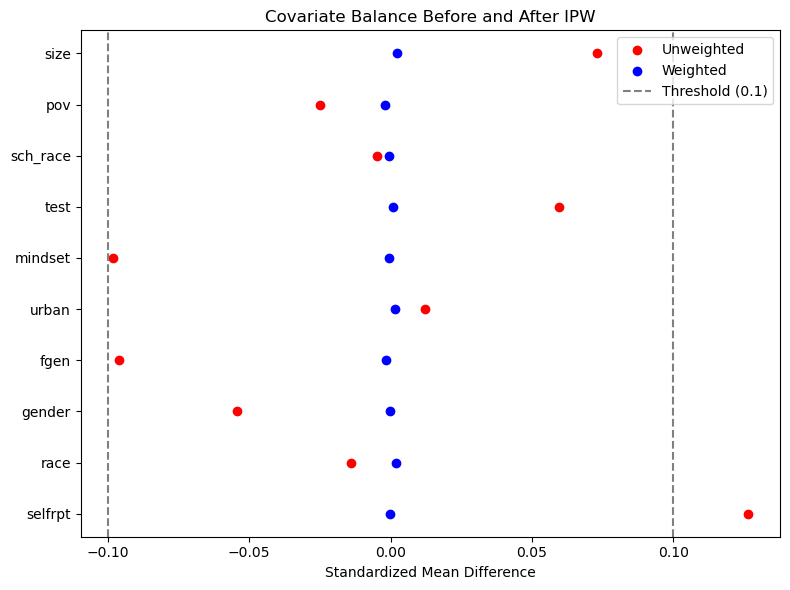 Covariate Balance Before and After IPW
Unweighted
Weighted
Threshold (0.1)
size
pov
sch_race
test
mindset
urban
fgen
gender
race
selfrpt
−0.10
−0.05
0.00
0.05
0.10
Standardized Mean Difference